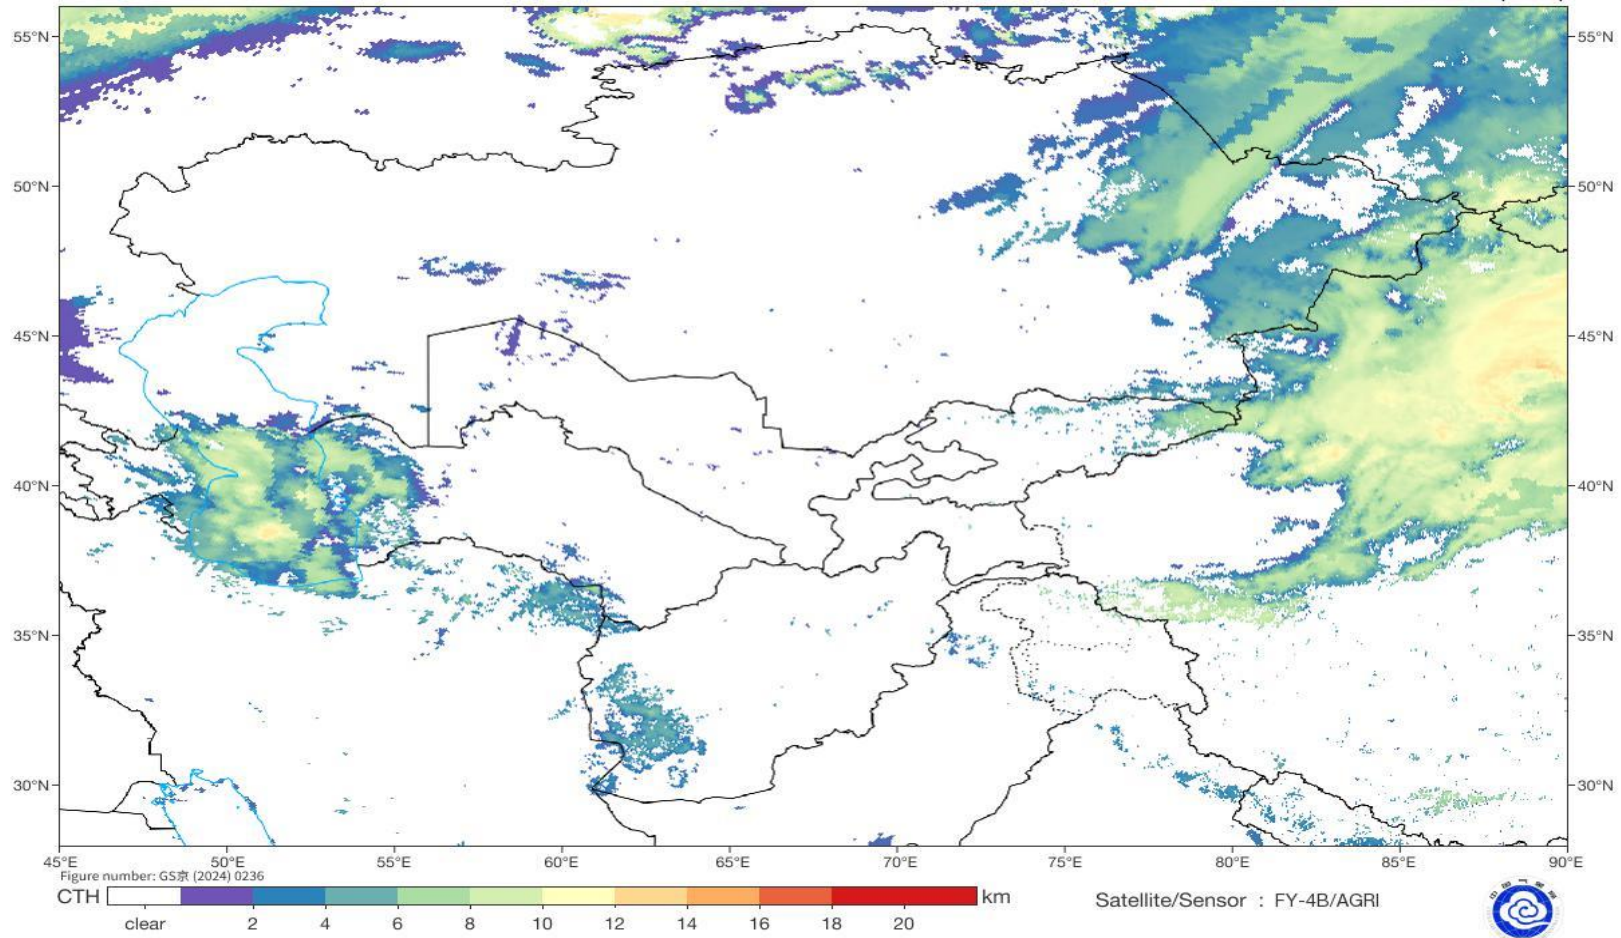 55°N 55°N
50°N 50°N
45°N 45°N
40°N 40°N
35°N 35°N
30°N 30°N
45°E 50°E 55°E 60°E 65°E 70°E 75°E 80°E 85°E 90°E
Figure number: GS京 (2024) 0236
CTH km
clear 2 4 6 8 10 12 14 16 18 20
Satellite/Sensor : FY-4B/AGRI